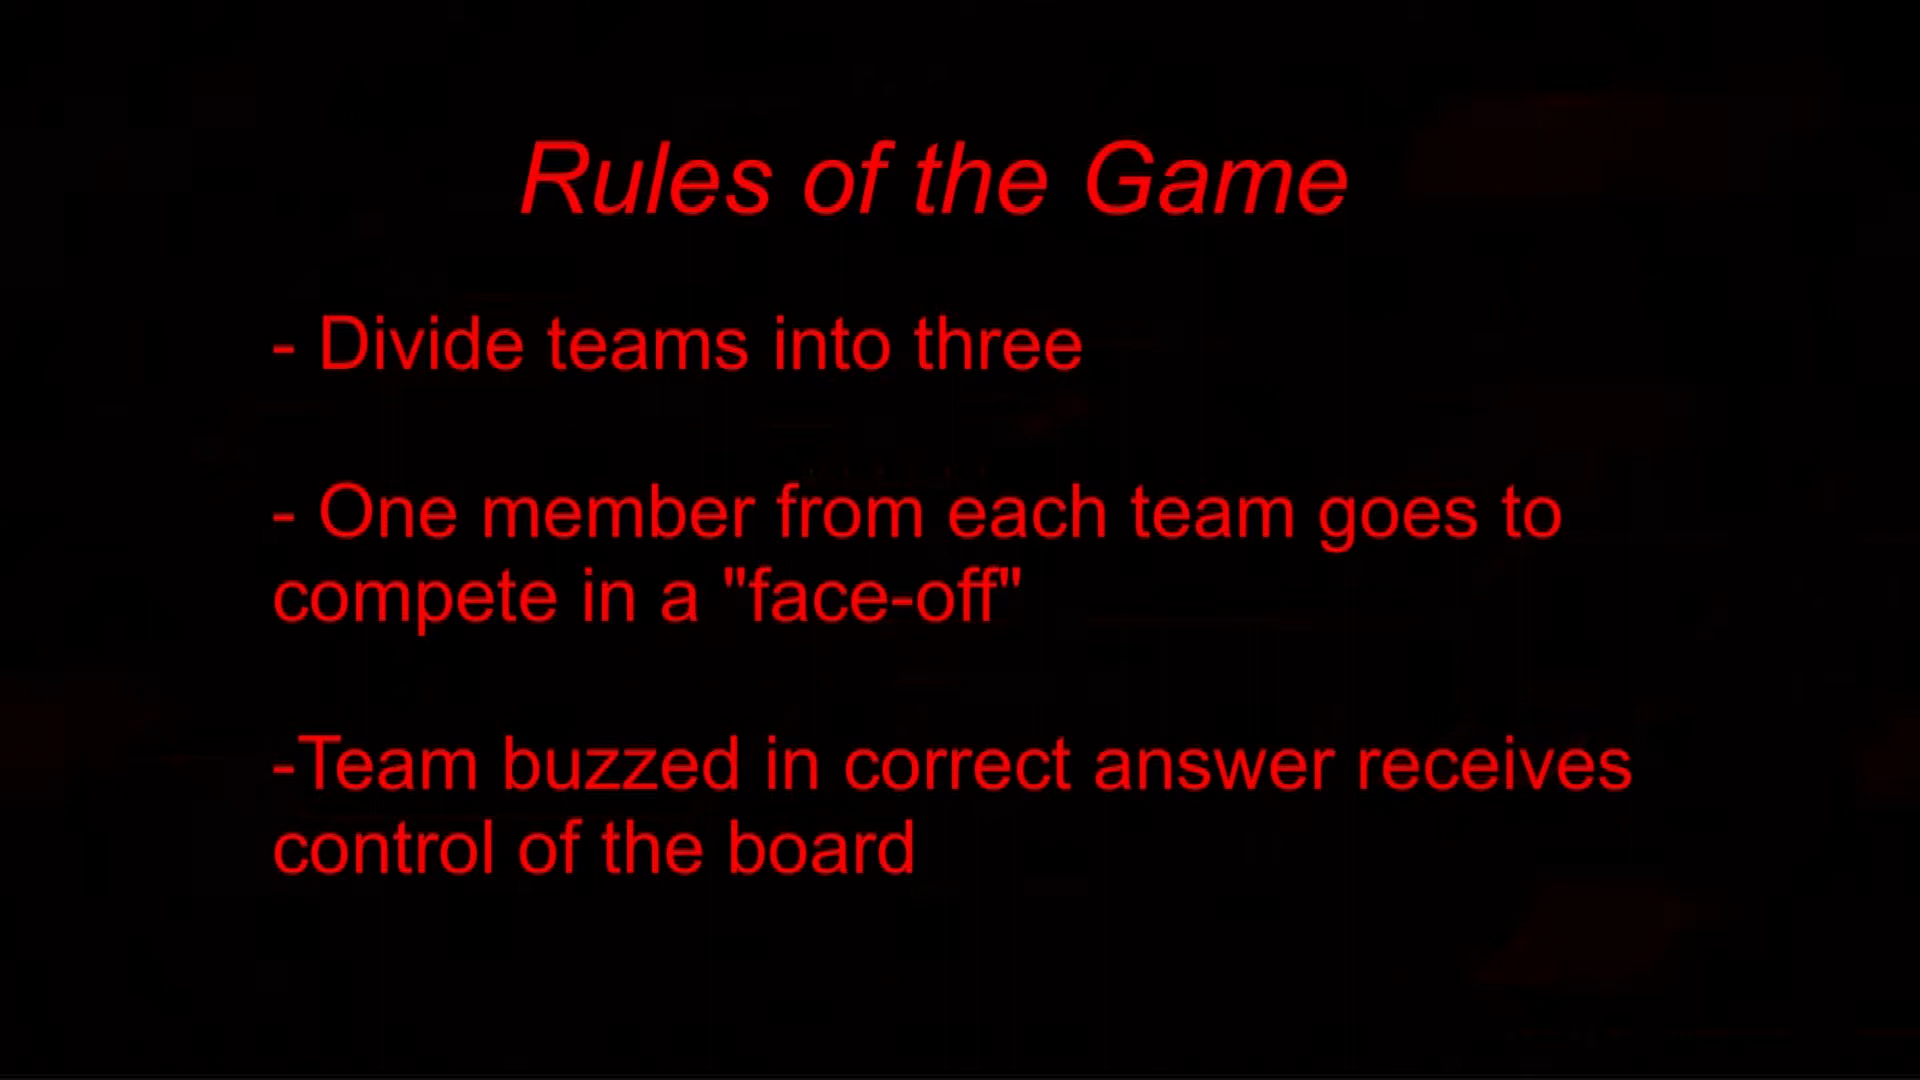 Rules of the Game
- Divide teams into three
- One member from each team goes to
compete in a "face-off"
-Team buzzed in correct answer receives
control of the board